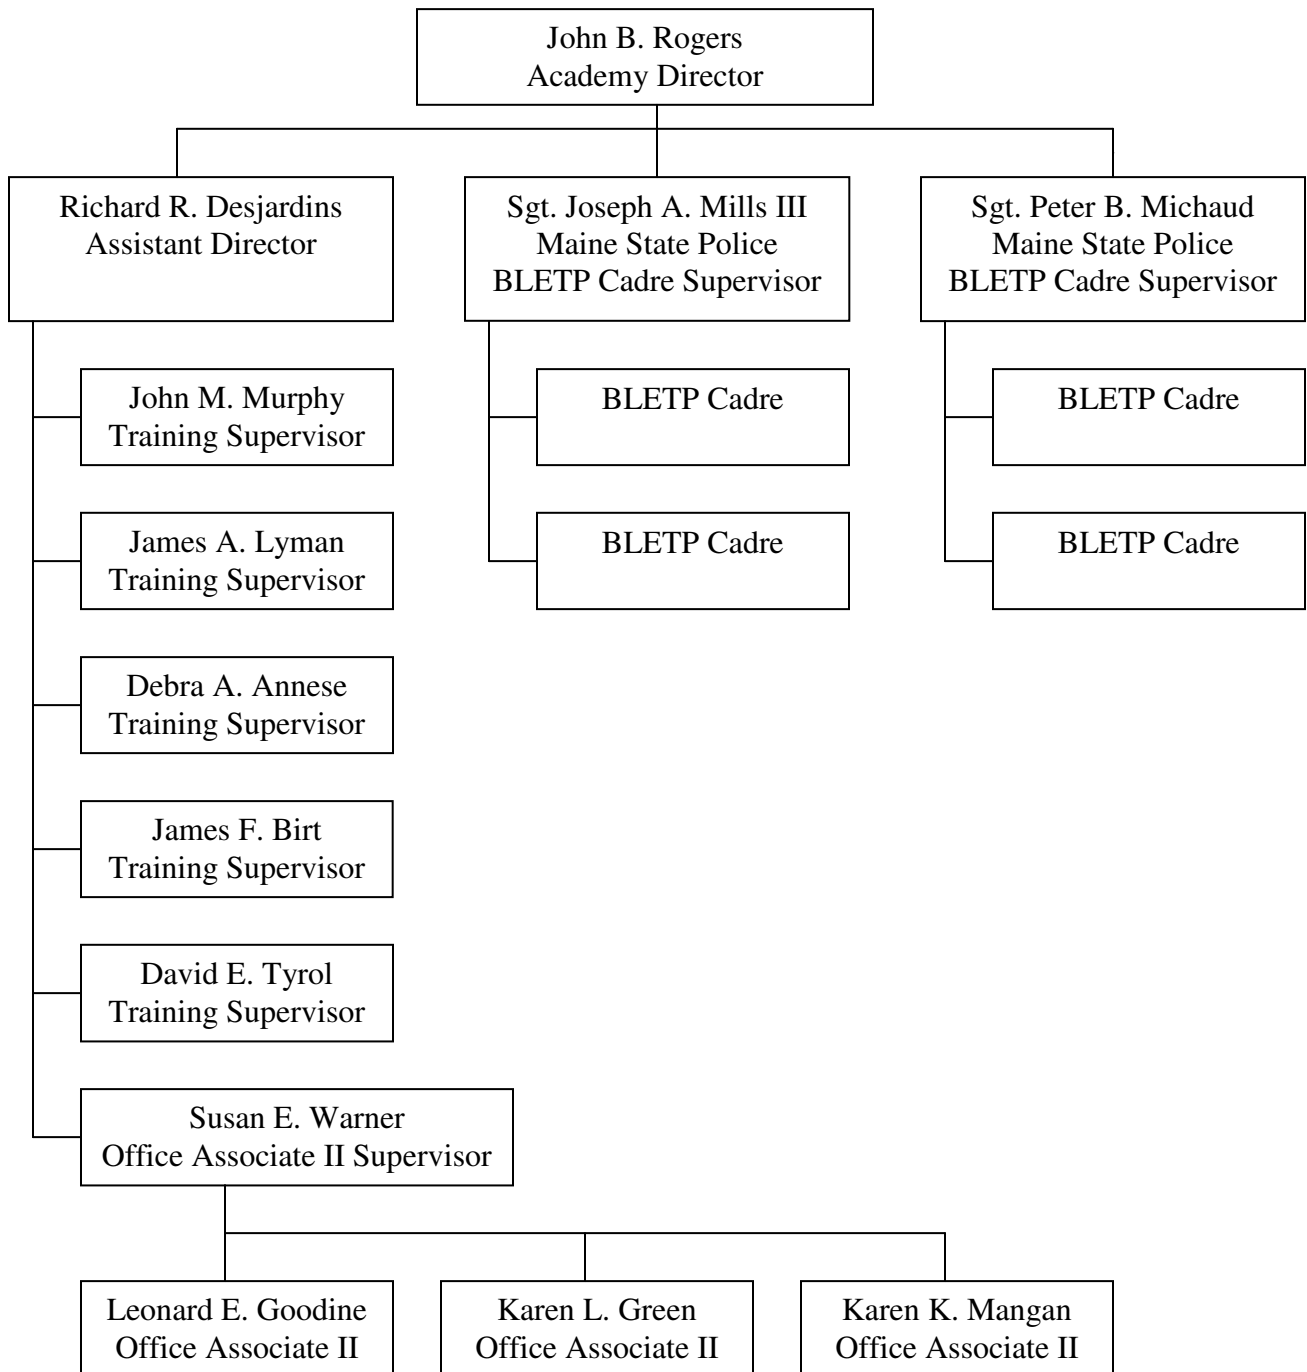 John B. Rogers
Academy Director
Richard R. Desjardins
Assistant Director
Sgt. Joseph A. Mills III
Maine State Police
BLETP Cadre Supervisor
Sgt. Peter B. Michaud
Maine State Police
BLETP Cadre Supervisor
John M. Murphy
Training Supervisor
BLETP Cadre
BLETP Cadre
James A. Lyman
Training Supervisor
BLETP Cadre
BLETP Cadre
Debra A. Annese
Training Supervisor
James F. Birt
Training Supervisor
David E. Tyrol
Training Supervisor
Susan E. Warner
Office Associate II Supervisor
Leonard E. Goodine
Office Associate II
Karen L. Green
Office Associate II
Karen K. Mangan
Office Associate II